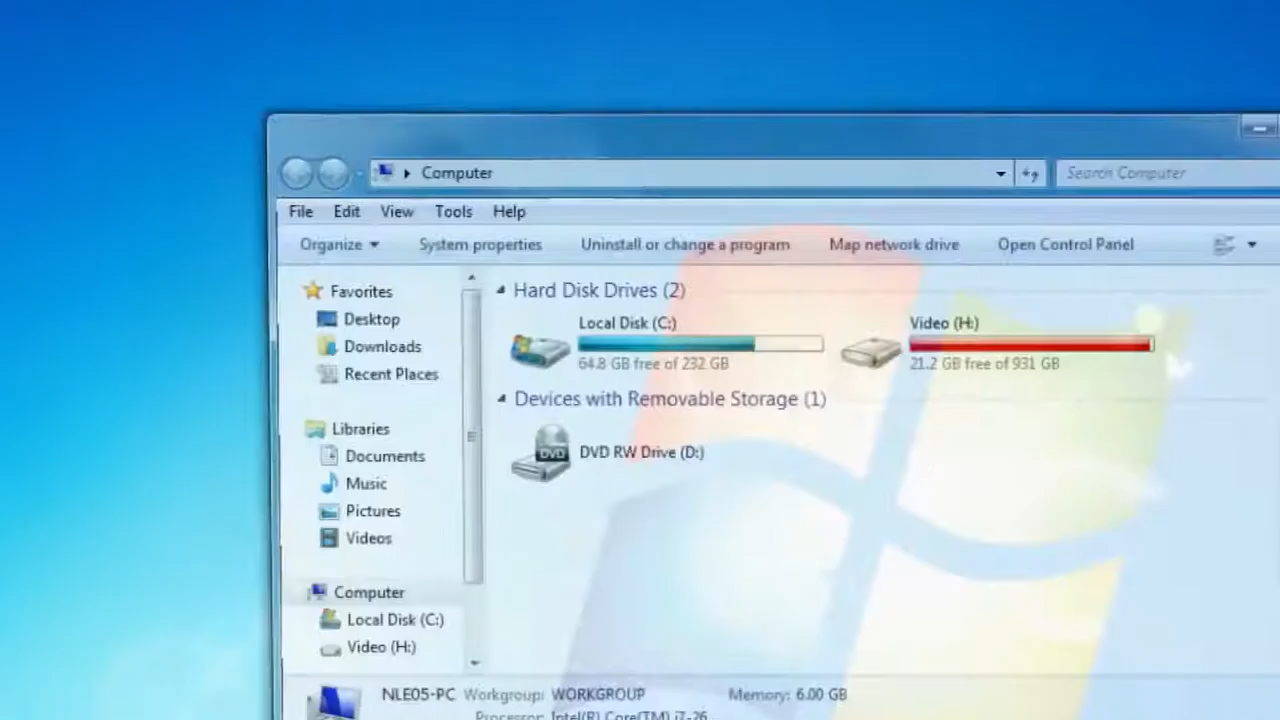 Computer
Search Computer
File Edit View Tools Help
Organize System properties Uninstall or change a program Map network drive Open Control Panel
Favorites
Desktop
Downloads
Recent Places
Libraries
Documents
Music
Pictures
Videos
Computer
Local Disk (C:)
Video (H:)
Hard Disk Drives (2)
Local Disk (C:)
64.8 GB free of 232 GB
Video (H:)
21.2 GB free of 931 GB
Devices with Removable Storage (1)
DVD
DVD RW Drive (D:)
NLE05-PC Workgroup: WORKGROUP Memory: 6.00 GB
Processor: Intel(R) Core(TM) i7-26